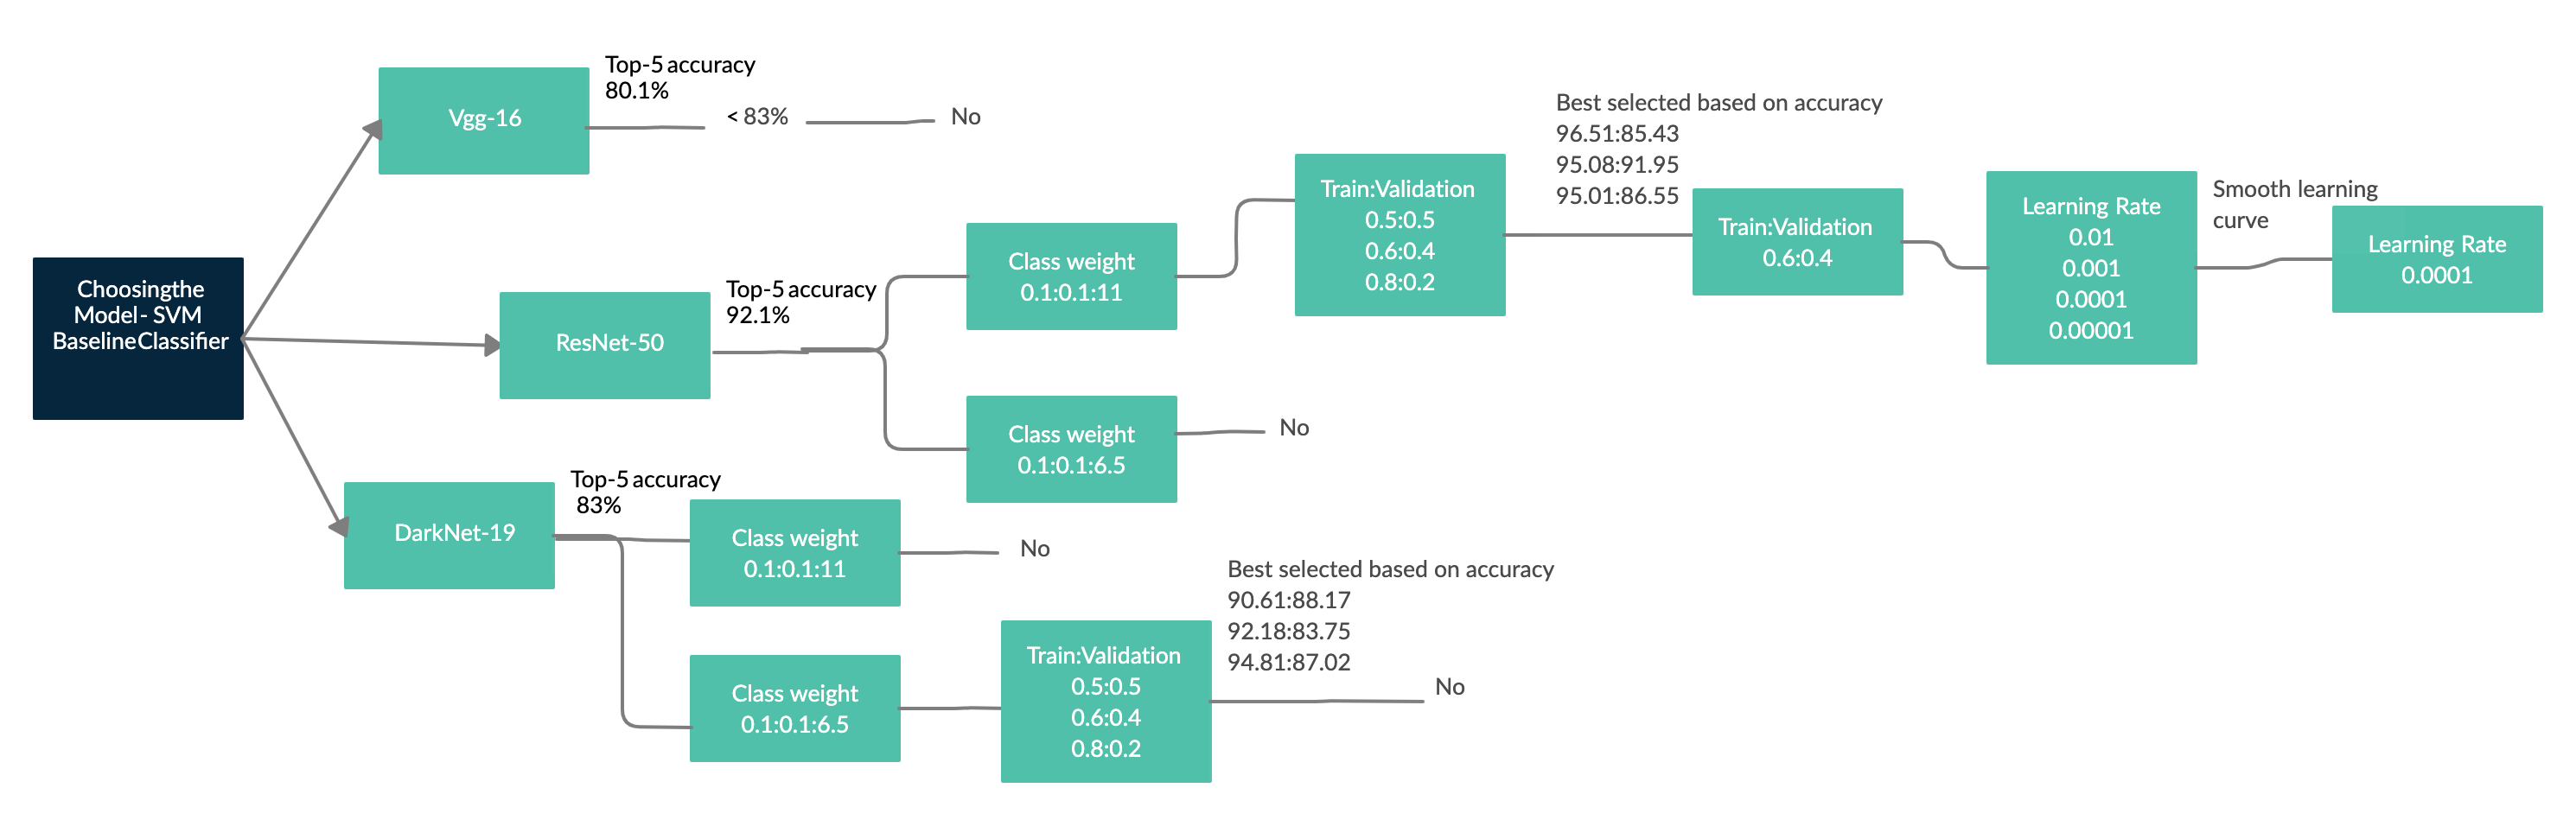 Choosingthe
Model - SVM
BaselineClassifier
Vgg-16
Top-5 accuracy
80.1%
< 83%
No
ResNet-50
Top-5 accuracy
92.1%
Class weight
0.1:0.1:11
Train:Validation
0.5:0.5
0.6:0.4
0.8:0.2
Best selected based on accuracy
96.51:85.43
95.08:91.95
95.01:86.55
Train:Validation
0.6:0.4
Learning Rate
0.01
0.001
0.0001
0.00001
Smooth learning
curve
Learning Rate
0.0001
Class weight
0.1:0.1:6.5
No
DarkNet-19
Top-5 accuracy
83%
Class weight
0.1:0.1:11
No
Class weight
0.1:0.1:6.5
Train:Validation
0.5:0.5
0.6:0.4
0.8:0.2
Best selected based on accuracy
90.61:88.17
92.18:83.75
94.81:87.02
No